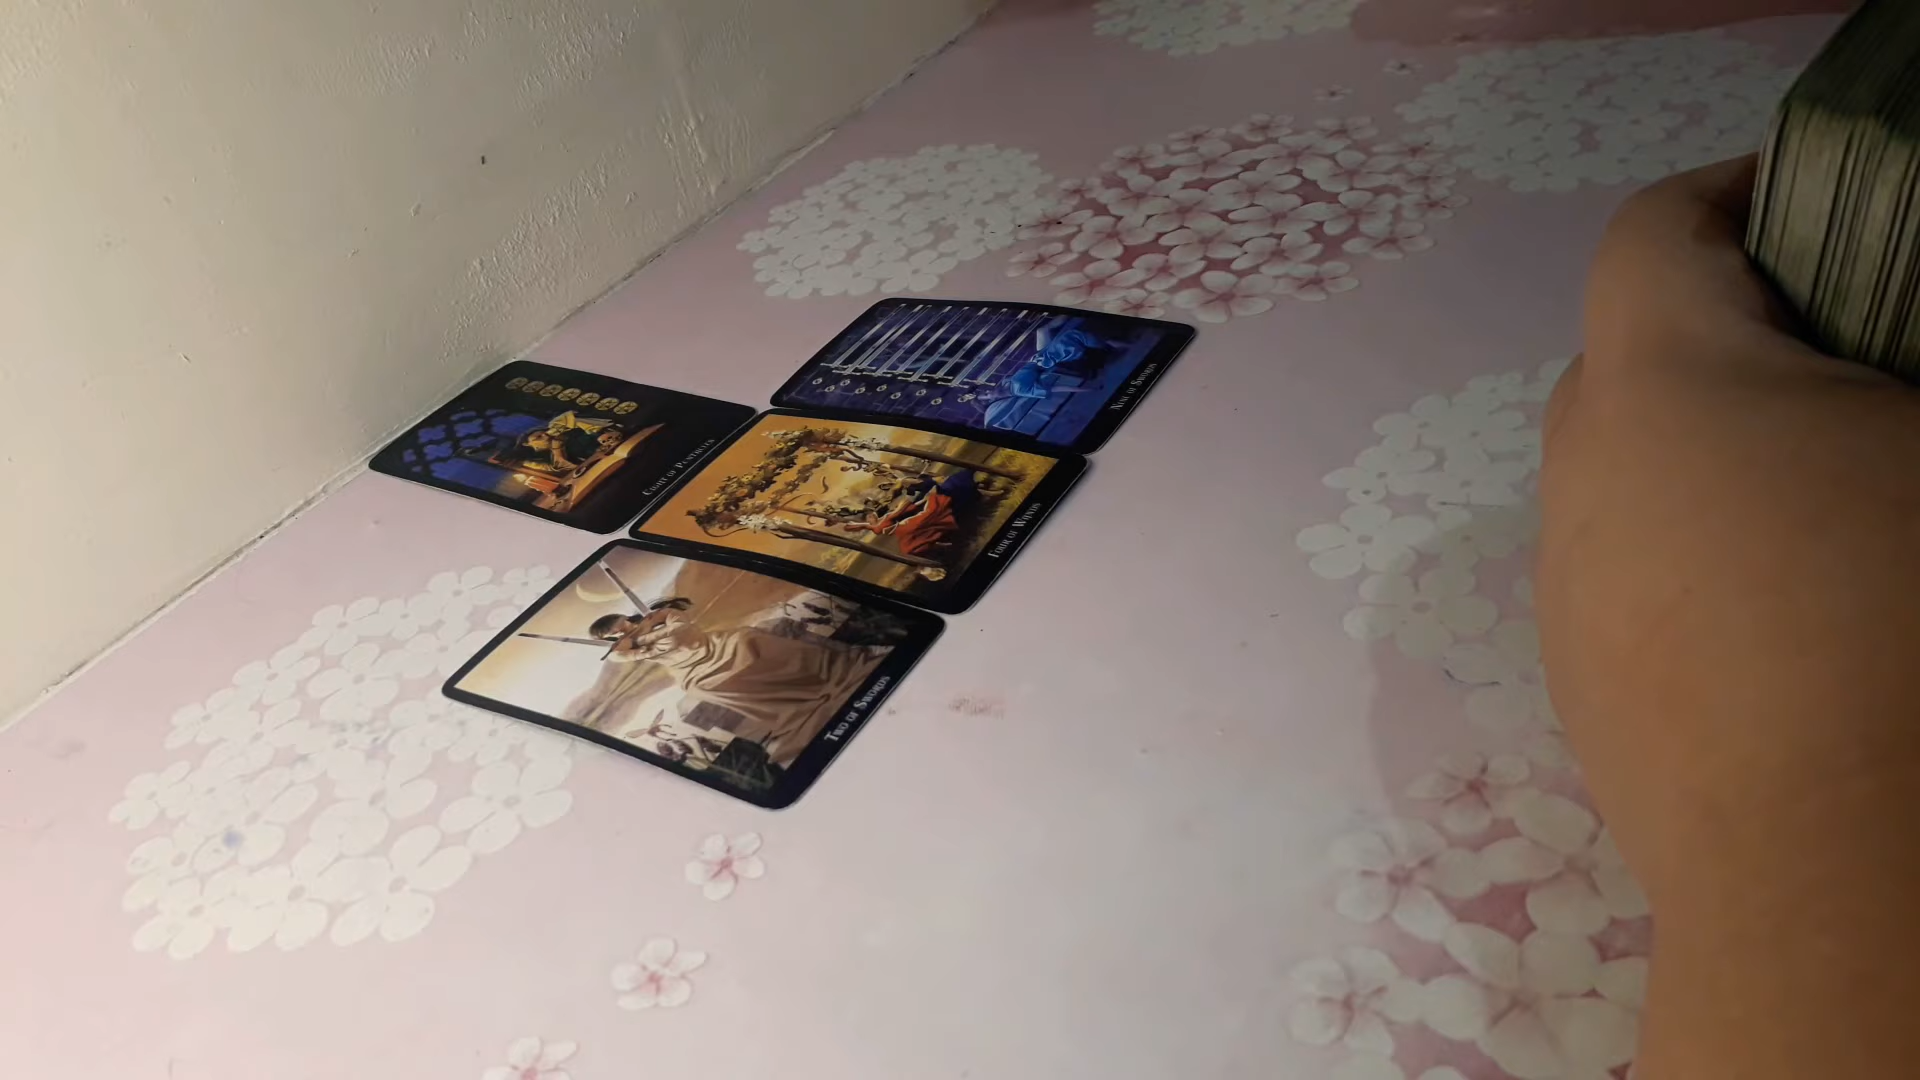 Nine of Swords
Eight of Pentacles
Four of Wands
Two of Swords